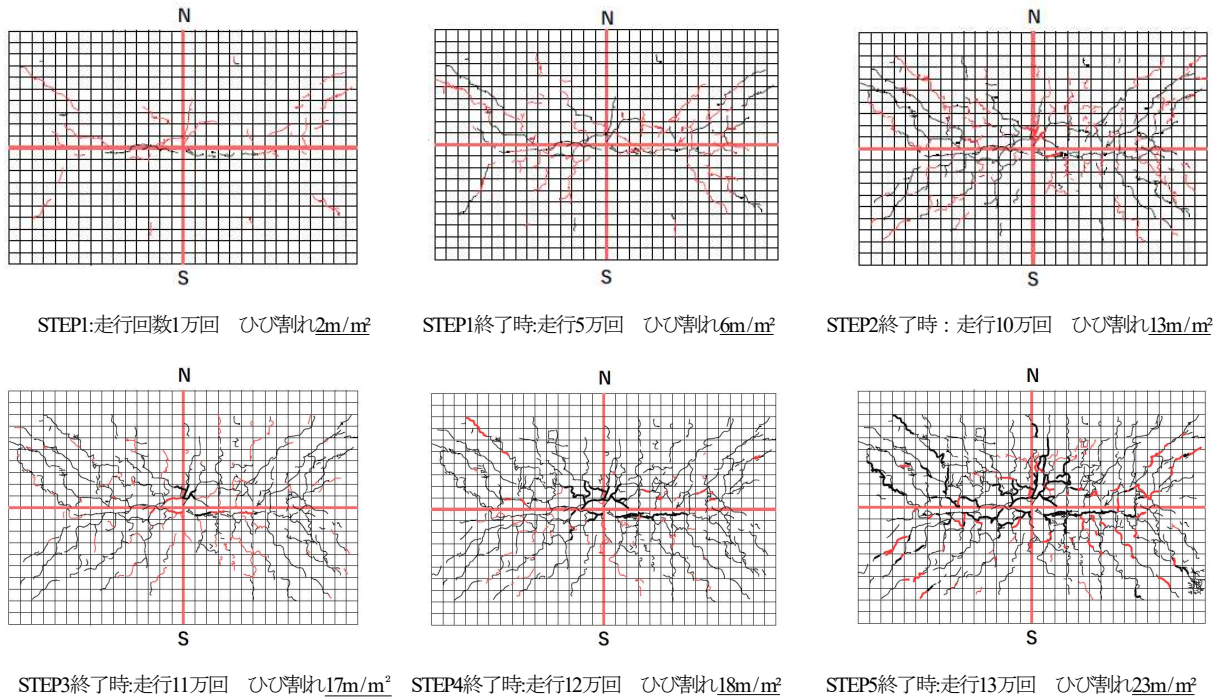 N
N
N
S
S
S
STEP1:走行回数1万回 ひび割れ2m/m²
STEP1終了時:走行5万回 ひび割れ6m/m²
STEP2終了時：走行10万回 ひび割れ13m/m²
N
N
N
S
S
S
STEP3終了時:走行11万回 ひび割れ17m/m²
STEP4終了時:走行12万回 ひび割れ18m/m²
STEP5終了時:走行13万回 ひび割れ23m/m²